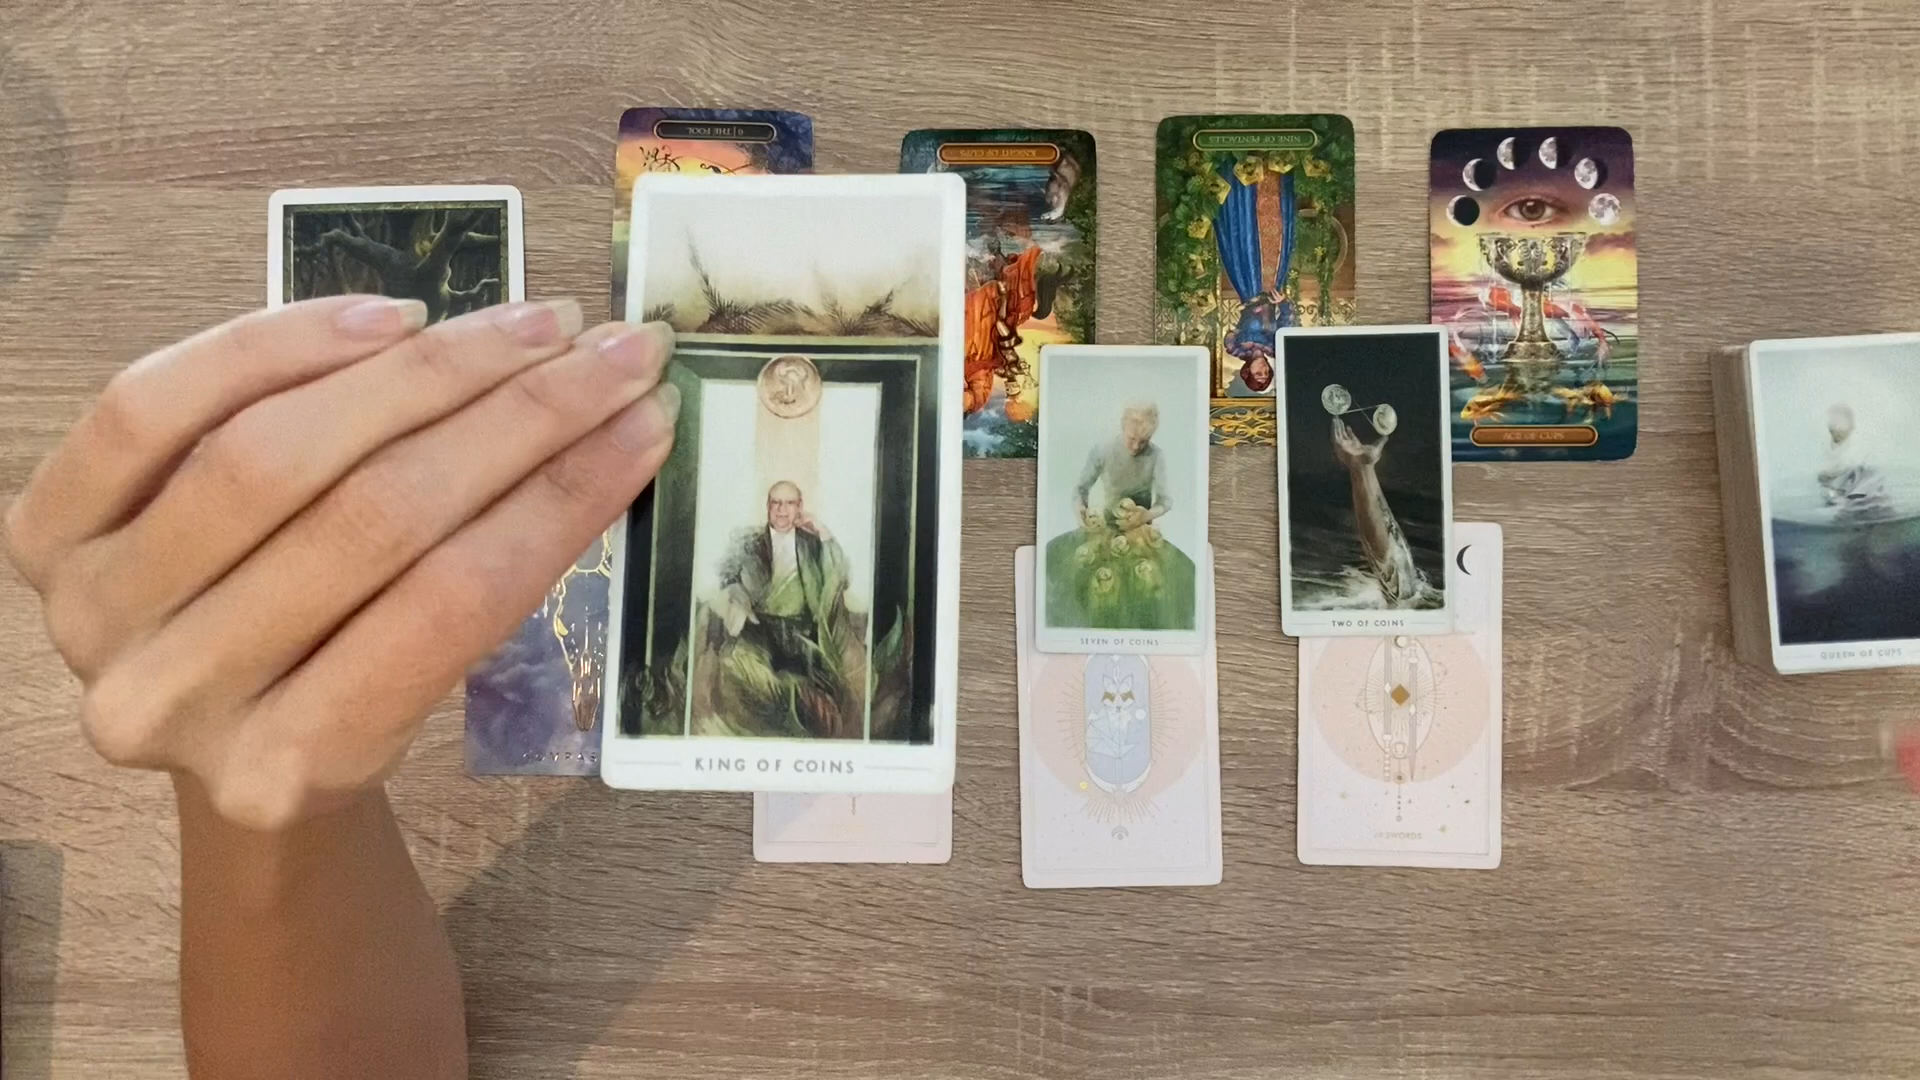 0 | THE FOOL
KNIGHT OF CUPS
NINE OF PENTACLES
ACE OF CUPS
SEVEN OF COINS
TWO OF COINS
QUEEN OF CUPS
KING OF COINS